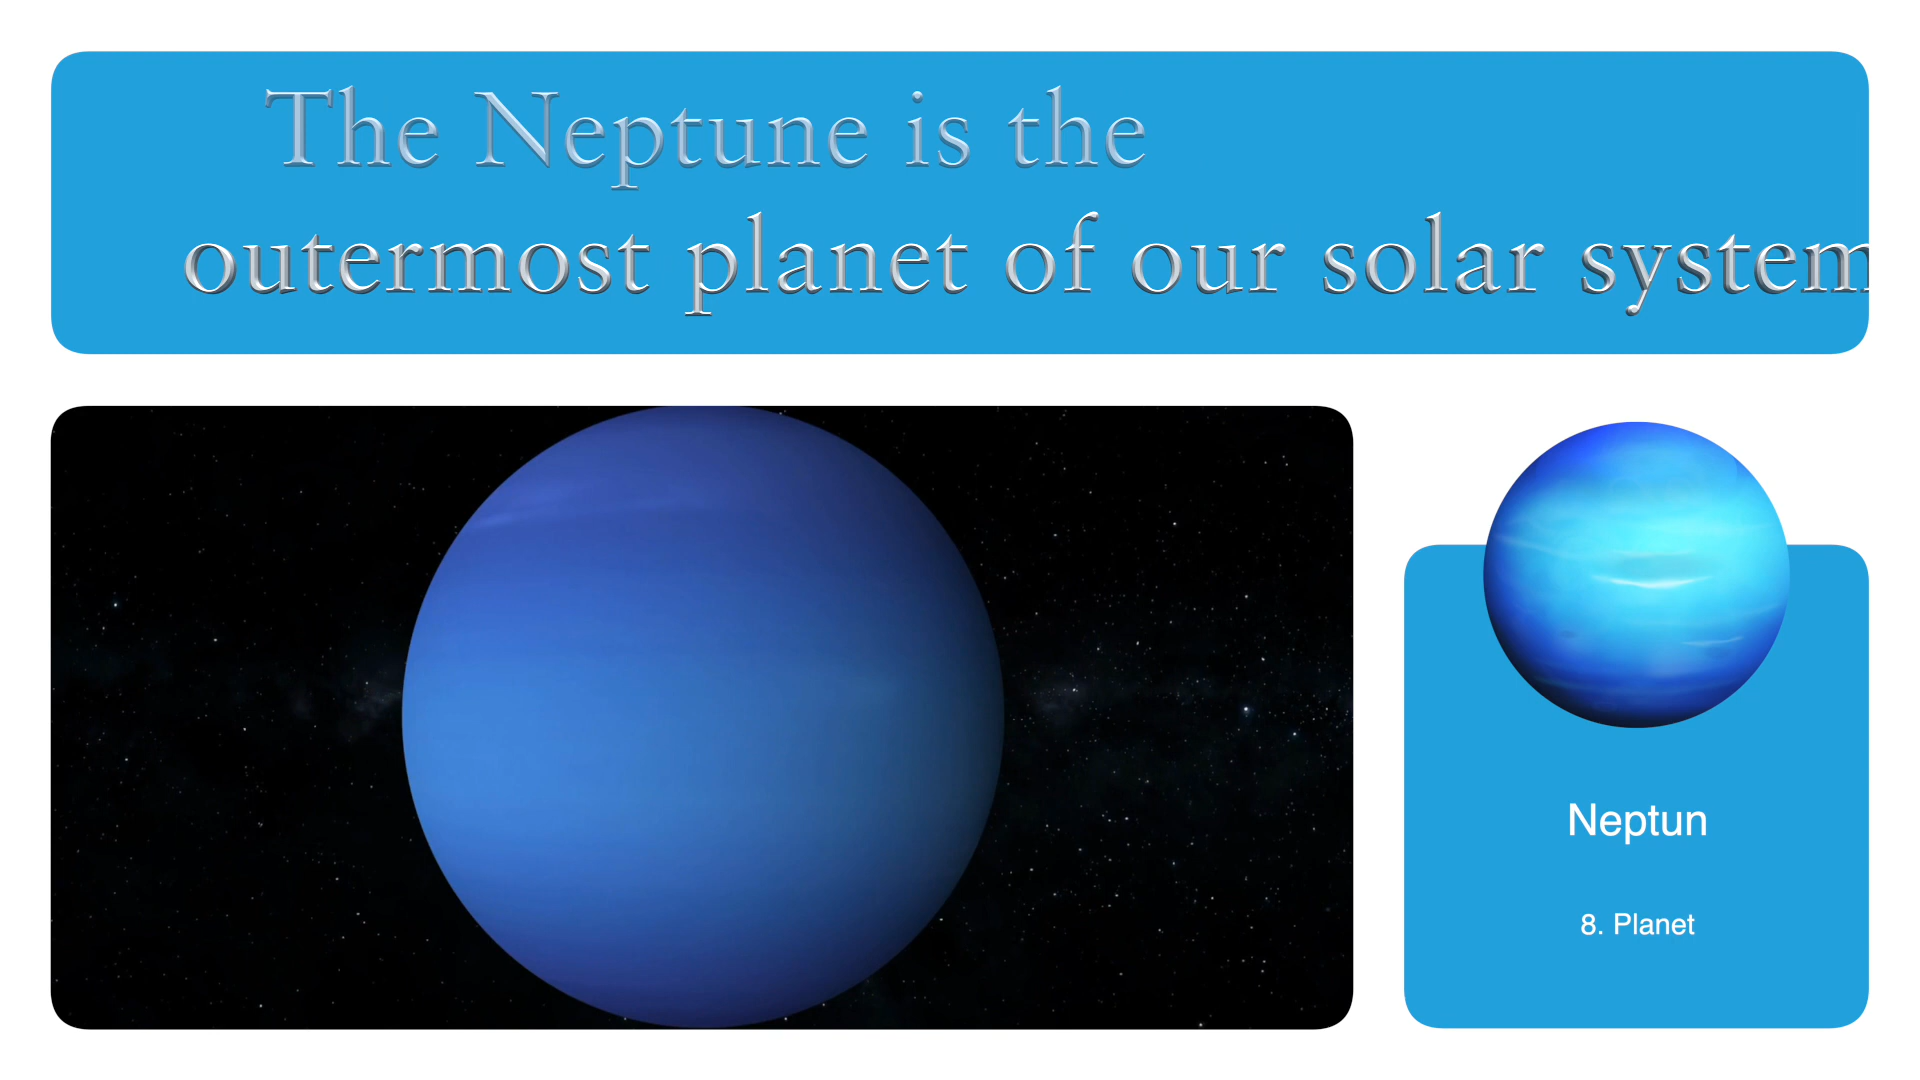 The Neptune is the
outermost planet of our solar system
Neptun
8. Planet